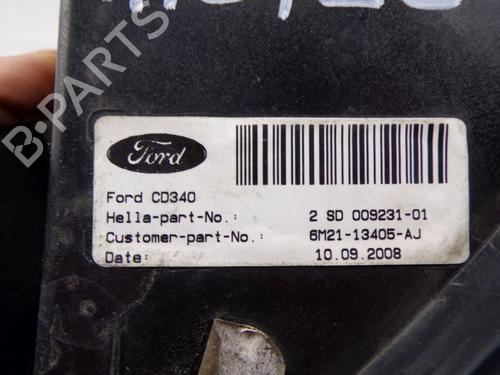 Ford
Ford CD340
Hella-part-No.: 2 SD 009231-01
Customer-part-No.: 6M21-13405-AJ
Date: 10.09.2008
B-PARTS